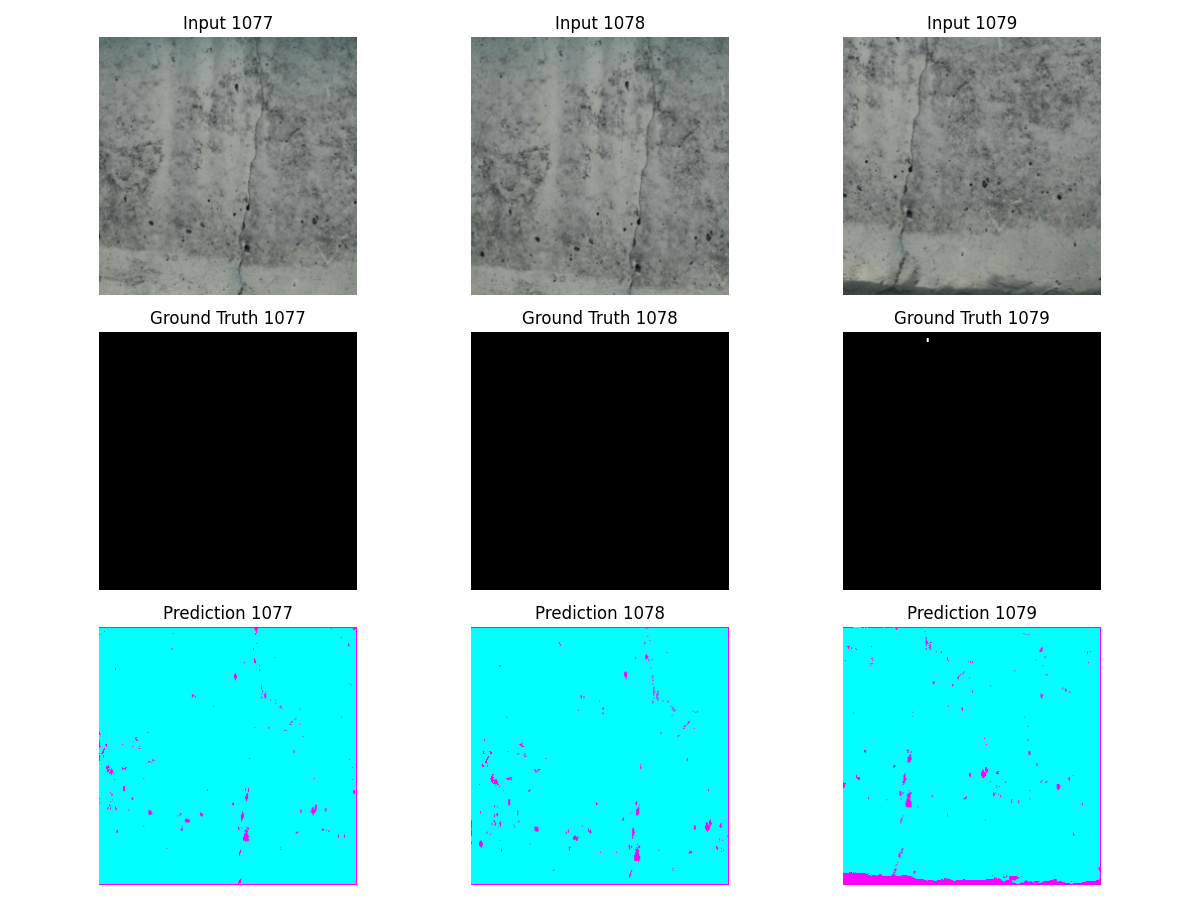 Input 1077
Input 1078
Input 1079
Ground Truth 1077
Ground Truth 1078
Ground Truth 1079
Prediction 1077
Prediction 1078
Prediction 1079